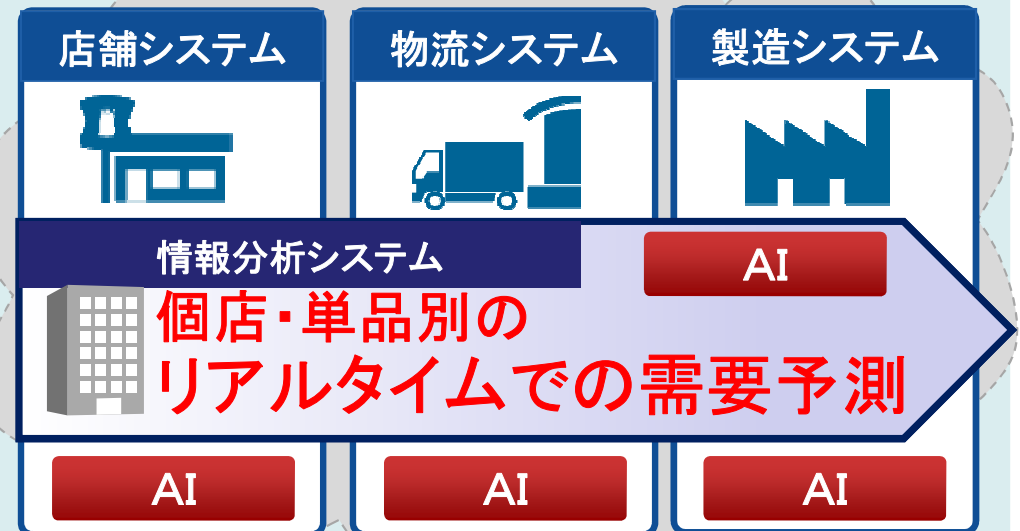 店舗システム
物流システム
製造システム
情報分析システム
AI
個店・単品別の
リアルタイムでの需要予測
AI
AI
AI